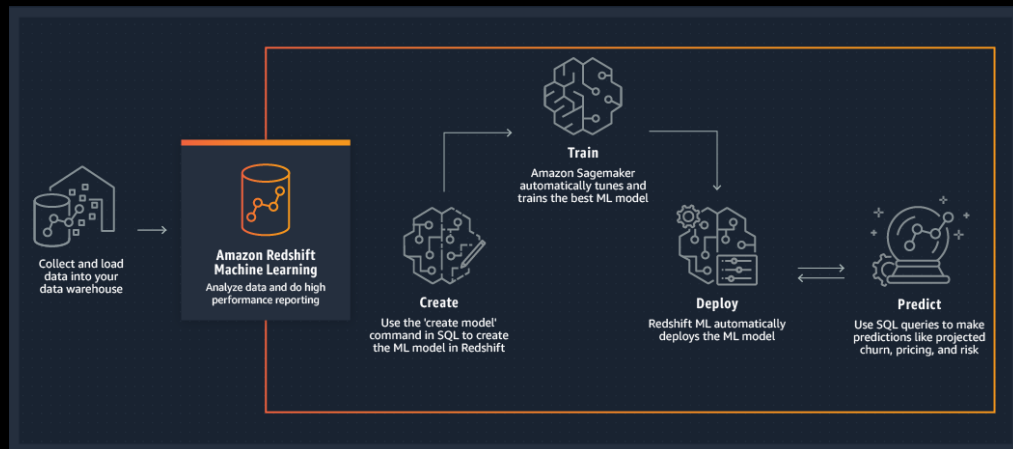 Collect and load
data into your
data warehouse
Amazon Redshift
Machine Learning
Analyze data and do high
performance reporting
Create
Use the 'create model'
command in SQL to create
the ML model in Redshift
Train
Amazon Sagemaker
automatically tunes and
trains the best ML model
Deploy
Redshift ML automatically
deploys the ML model
Predict
Use SQL queries to make
predictions like projected
churn, pricing, and risk